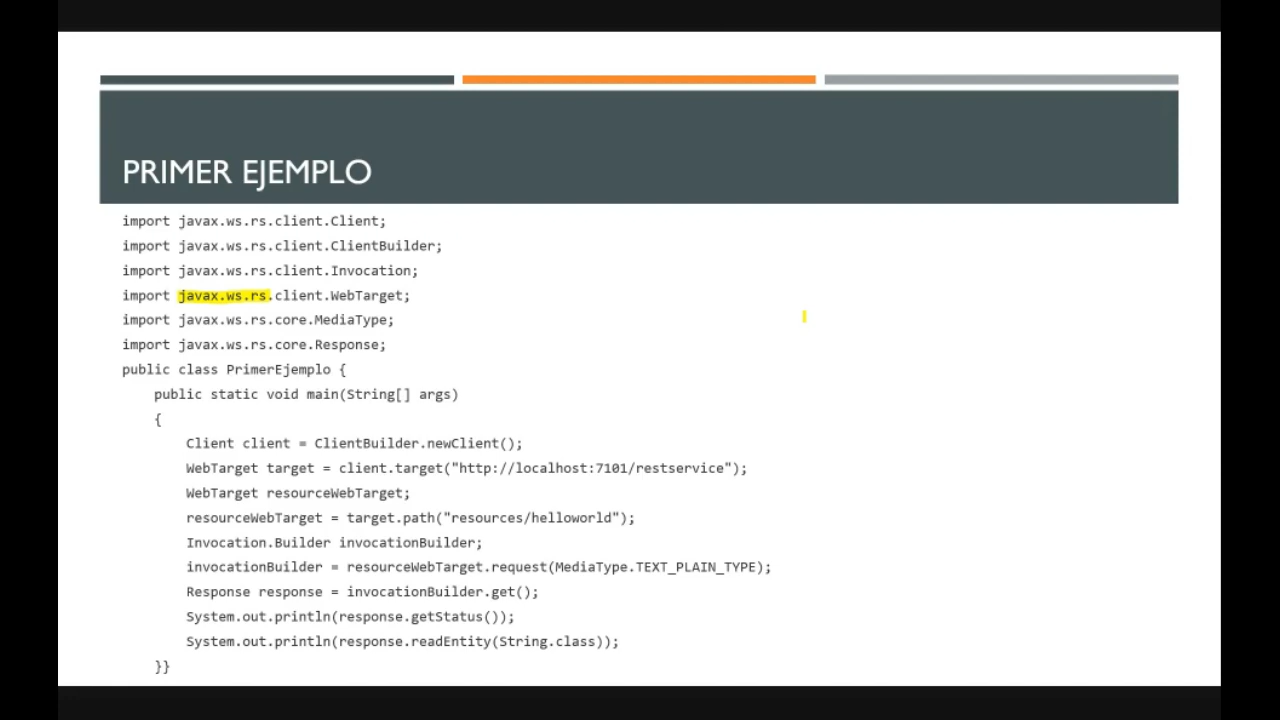 PRIMER EJEMPLO
import javax.ws.rs.client.Client;
import javax.ws.rs.client.ClientBuilder;
import javax.ws.rs.client.Invocation;
import javax.ws.rs.client.WebTarget;
import javax.ws.rs.core.MediaType;
import javax.ws.rs.core.Response;
public class PrimerEjemplo {
    public static void main(String[] args)
    {
        Client client = ClientBuilder.newClient();
        WebTarget target = client.target("http://localhost:7101/restservice");
        WebTarget resourceWebTarget;
        resourceWebTarget = target.path("resources/helloworld");
        Invocation.Builder invocationBuilder;
        invocationBuilder = resourceWebTarget.request(MediaType.TEXT_PLAIN_TYPE);
        Response response = invocationBuilder.get();
        System.out.println(response.getStatus());
        System.out.println(response.readEntity(String.class));
    }}